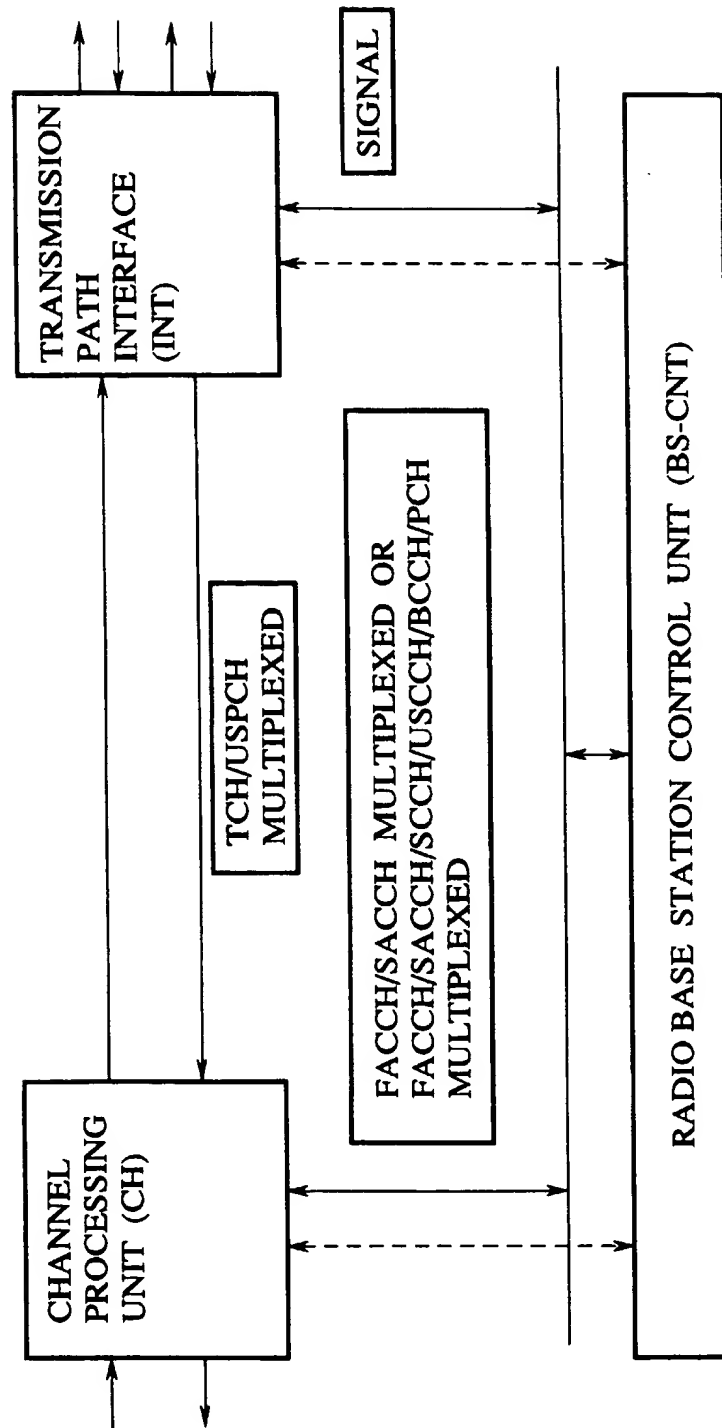 CHANNEL
PROCESSING
UNIT (CH)
TRANSMISSION
PATH
INTERFACE
(INT)
TCH/USPCH
MULTIPLEXED
FACCH/SACCH MULTIPLEXED OR
FACCH/SACCH/SCCH/USCCH/BCCH/PCH
MULTIPLEXED
SIGNAL
RADIO BASE STATION CONTROL UNIT (BS-CNT)